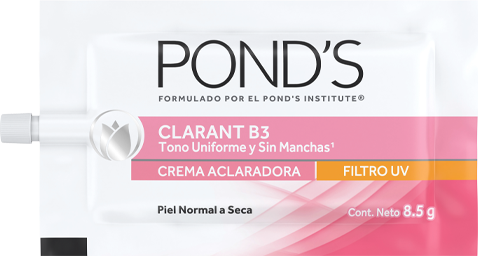 POND'S
FORMULADO POR EL POND'S INSTITUTE®
CLARANT B3
Tono Uniforme y Sin Manchas¹
CREMA ACLARADORA
FILTRO UV
Piel Normal a Seca
Cont. Neto 8.5 g